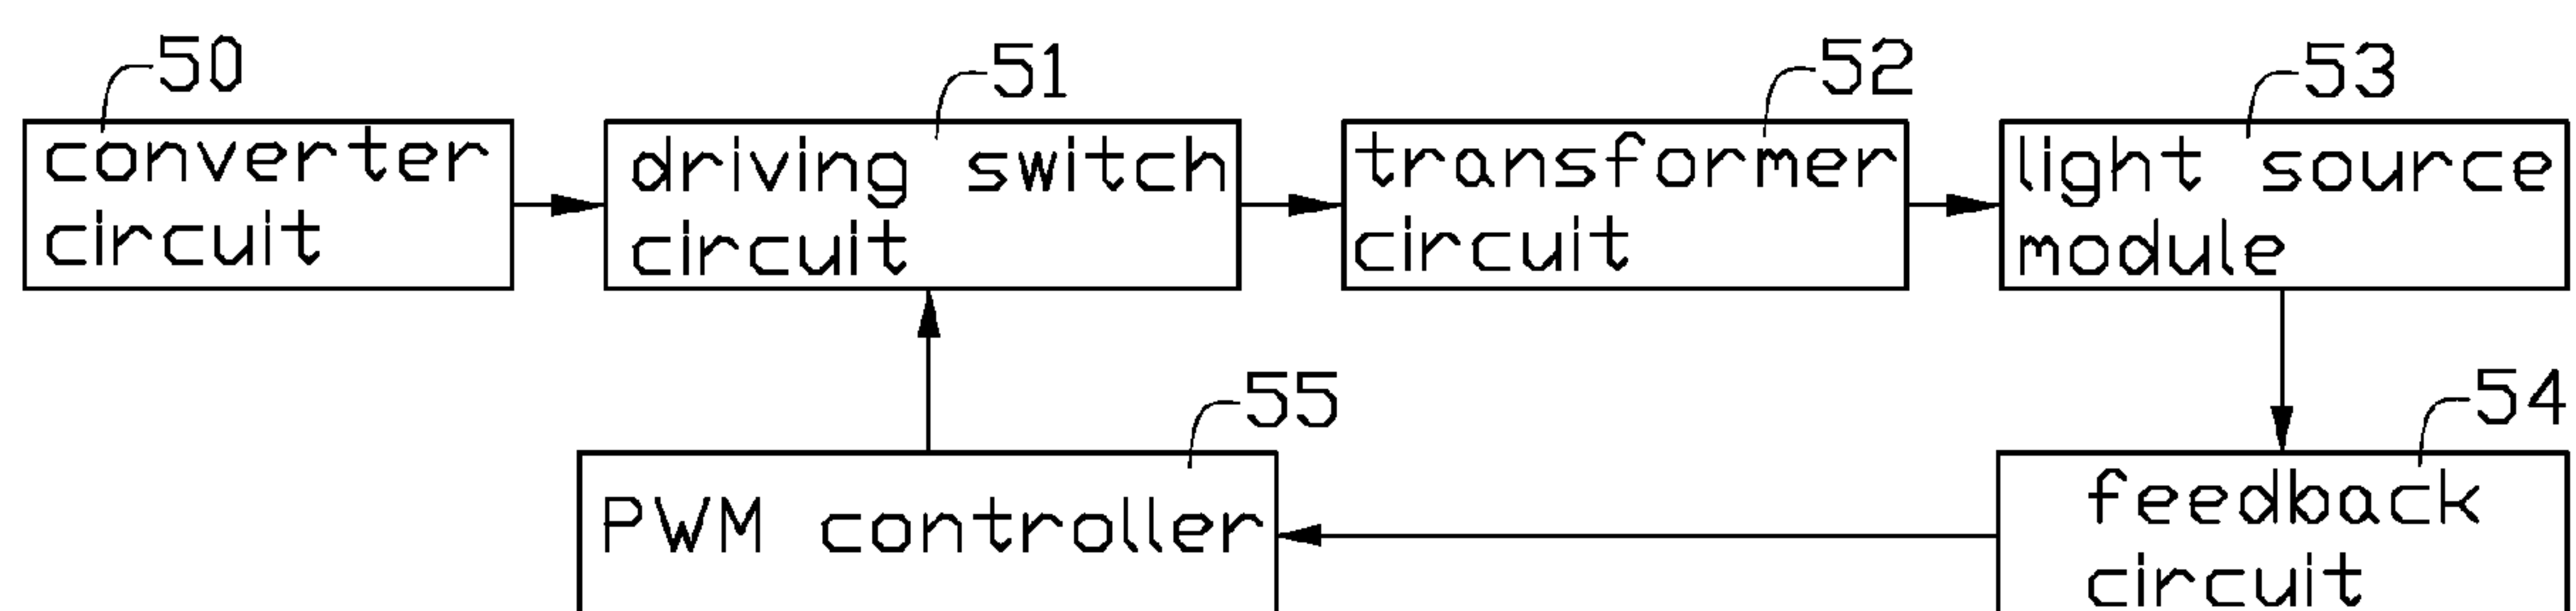 50
51
52
53
converter
circuit
driving switch
circuit
transformer
circuit
light source
module
55
54
PWM controller
feedback
circuit